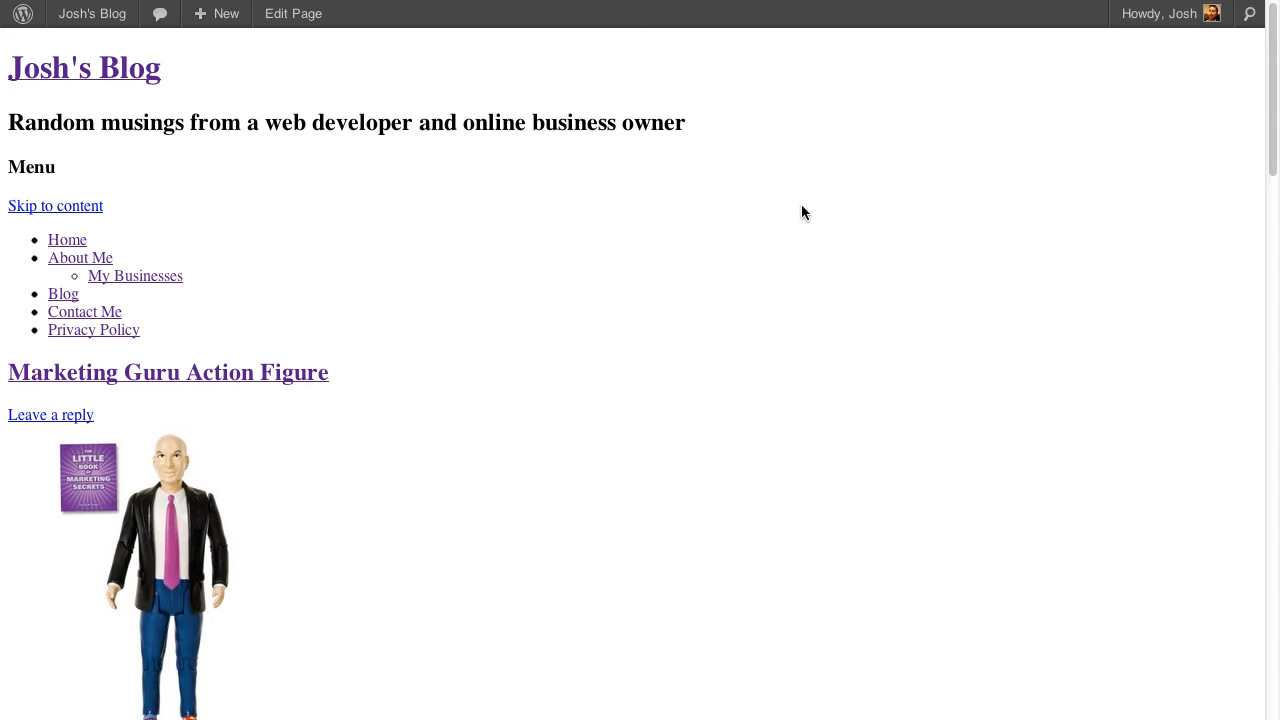 Josh's Blog
New
Edit Page
Howdy, Josh
Josh's Blog
Random musings from a web developer and online business owner
Menu
Skip to content
Home
About Me
My Businesses
Blog
Contact Me
Privacy Policy
Marketing Guru Action Figure
Leave a reply
THE
LITTLE
BOOK
OF
MARKETING
SECRETS